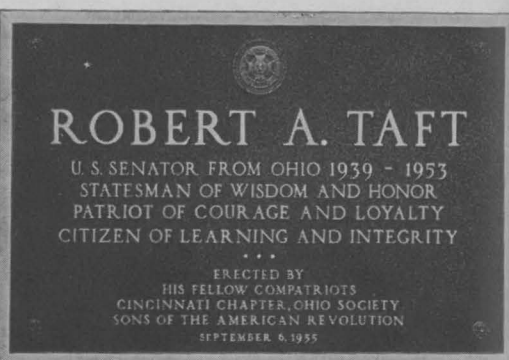 ROBERT A. TAFT
U. S. SENATOR FROM OHIO 1939 - 1953
STATESMAN OF WISDOM AND HONOR
PATRIOT OF COURAGE AND LOYALTY
CITIZEN OF LEARNING AND INTEGRITY
• • •
ERECTED BY
HIS FELLOW COMPATRIOTS
CINCINNATI CHAPTER, OHIO SOCIETY
SONS OF THE AMERICAN REVOLUTION
SEPTEMBER 6, 1955